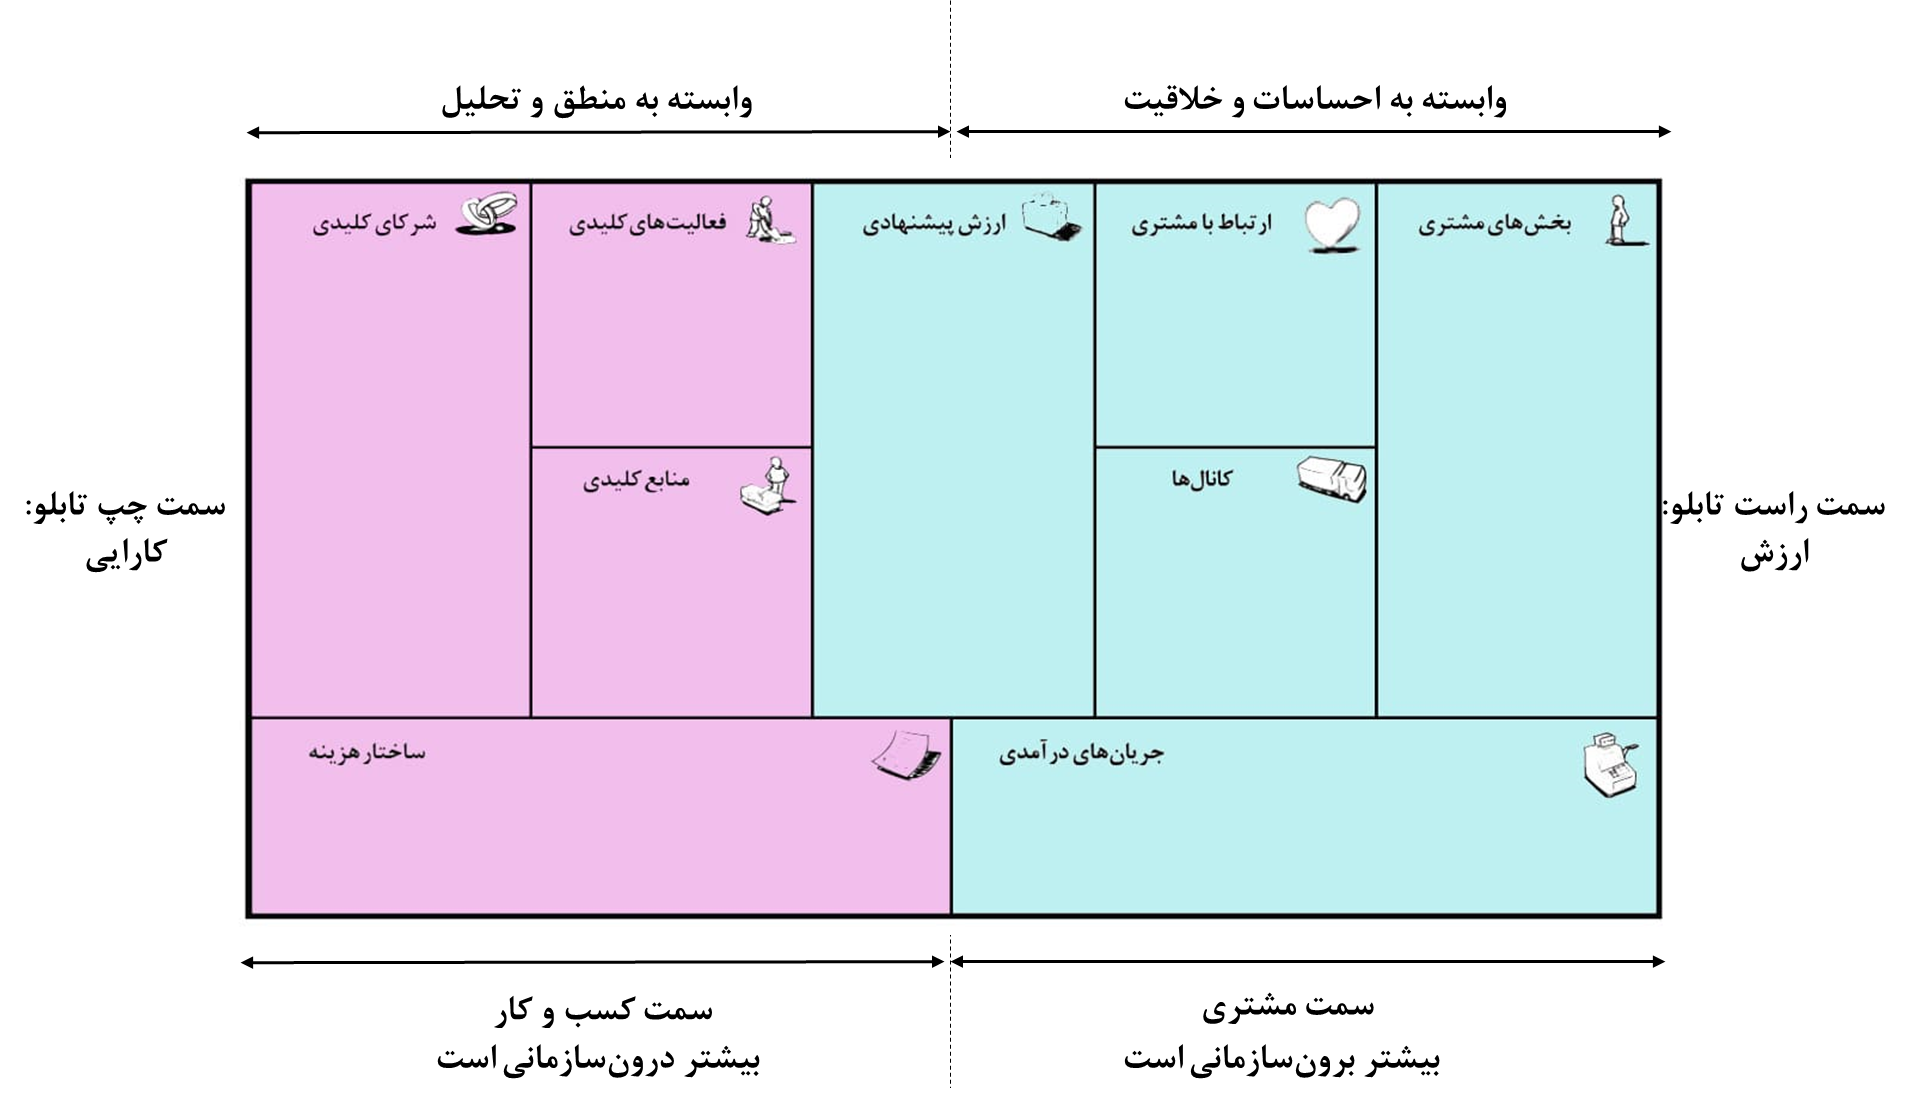 وابسته به احساسات و خلاقیت
وابسته به منطق و تحلیل
بخش‌های مشتری
ارتباط با مشتری
ارزش پیشنهادی
فعالیت‌های کلیدی
شرکای کلیدی
کانال‌ها
منابع کلیدی
سمت راست تابلو:
ارزش
سمت چپ تابلو:
کارایی
جریان‌های درآمدی
ساختار هزینه
سمت مشتری
بیشتر برون‌سازمانی است
سمت کسب و کار
بیشتر درون‌سازمانی است